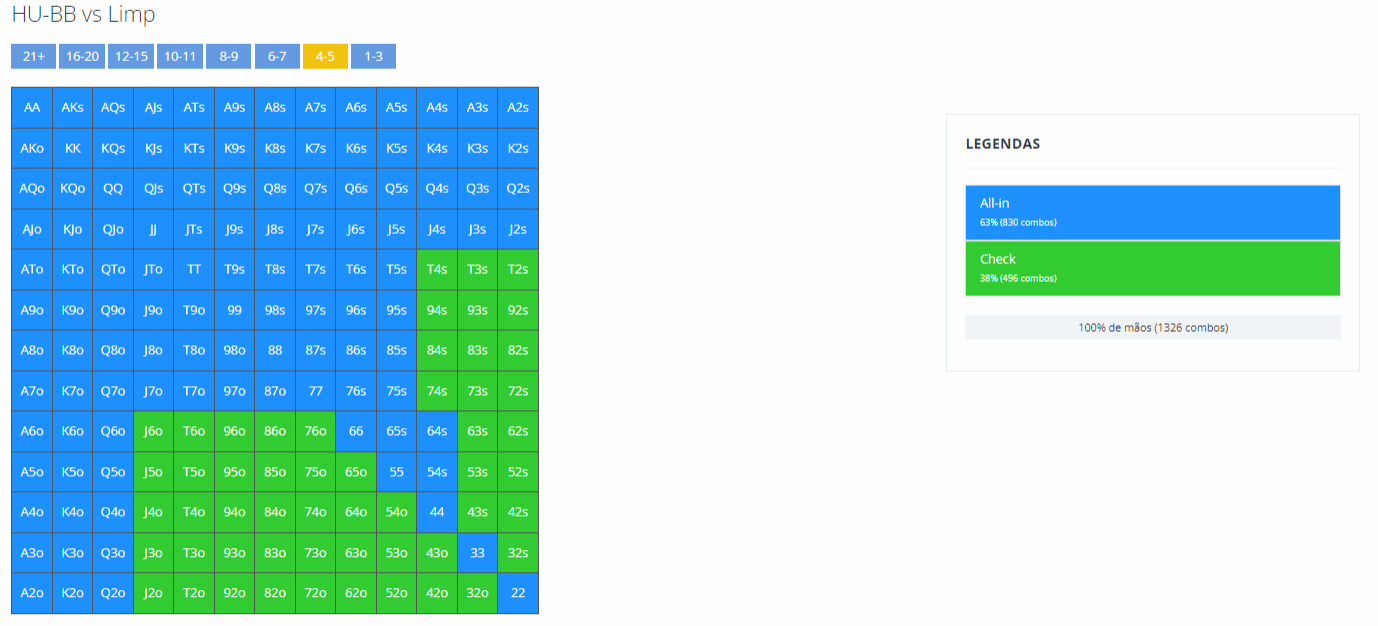 HU-BB vs Limp
21+ 16-20 12-15 10-11 8-9 6-7 4-5 1-3
AA AKs AQs AJs ATs A9s A8s A7s A6s A5s A4s A3s A2s
AKo KK KQs KJs KTs K9s K8s K7s K6s K5s K4s K3s K2s
AQo KQo QQ QJs QTs Q9s Q8s Q7s Q6s Q5s Q4s Q3s Q2s
AJo KJo QJo JJ JTs J9s J8s J7s J6s J5s J4s J3s J2s
ATo KTo QTo JTo TT T9s T8s T7s T6s T5s T4s T3s T2s
A9o K9o Q9o J9o T9o 99 98s 97s 96s 95s 94s 93s 92s
A8o K8o Q8o J8o T8o 98o 88 87s 86s 85s 84s 83s 82s
A7o K7o Q7o J7o T7o 97o 87o 77 76s 75s 74s 73s 72s
A6o K6o Q6o J6o T6o 96o 86o 76o 66 65s 64s 63s 62s
A5o K5o Q5o J5o T5o 95o 85o 75o 65o 55 54s 53s 52s
A4o K4o Q4o J4o T4o 94o 84o 74o 64o 54o 44 43s 42s
A3o K3o Q3o J3o T3o 93o 83o 73o 63o 53o 43o 33 32s
A2o K2o Q2o J2o T2o 92o 82o 72o 62o 52o 42o 32o 22
LEGENDAS
All-in
63% (830 combos)
Check
38% (496 combos)
100% de mãos (1326 combos)